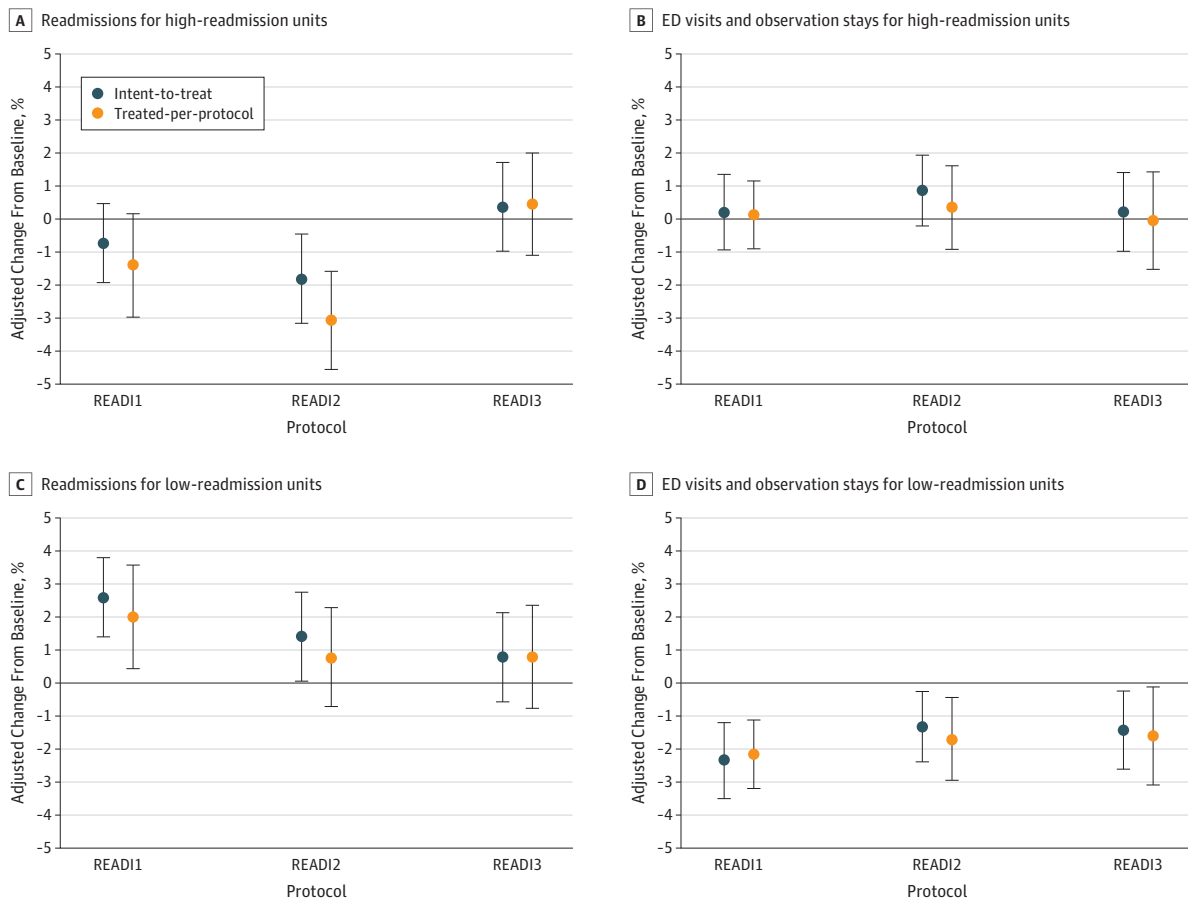 A Readmissions for high-readmission units
Adjusted Change From Baseline, %
5
4
3
2
1
0
-1
-2
-3
-4
-5
Intent-to-treat
Treated-per-protocol
READI1 READI2 READI3
Protocol
B ED visits and observation stays for high-readmission units
Adjusted Change From Baseline, %
5
4
3
2
1
0
-1
-2
-3
-4
-5
READI1 READI2 READI3
Protocol
C Readmissions for low-readmission units
Adjusted Change From Baseline, %
5
4
3
2
1
0
-1
-2
-3
-4
-5
READI1 READI2 READI3
Protocol
D ED visits and observation stays for low-readmission units
Adjusted Change From Baseline, %
5
4
3
2
1
0
-1
-2
-3
-4
-5
READI1 READI2 READI3
Protocol